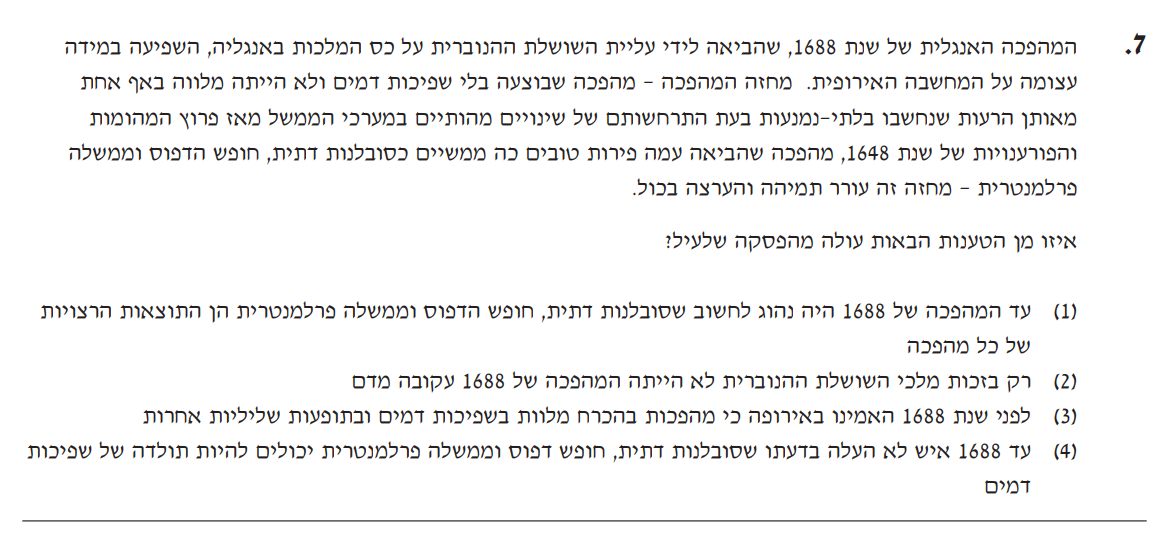 7. המהפכה האנגלית של שנת 1688, שהביאה לידי עליית השושלת ההנוברית על כס המלכות באנגליה, השפיעה במידה
עצומה על המחשבה האירופית. מחזה המהפכה - מהפכה שבוצעה בלי שפיכות דמים ולא הייתה מלווה באף אחת
מאותן הרעות שנחשבו בלתי-נמנעות בעת התרחשותם של שינויים מהותיים במערכי הממשל מאז פרוץ המהומות
והפורענויות של שנת 1648, מהפכה שהביאה עמה פירות טובים כה ממשיים כסובלנות דתית, חופש הדפוס וממשלה
פרלמנטרית - מחזה זה עורר תמיהה והערצה בכול.
איזו מן הטענות הבאות עולה מהפסקה שלעיל?
(1) עד המהפכה של 1688 היה נהוג לחשוב שסובלנות דתית, חופש הדפוס וממשלה פרלמנטרית הן התוצאות הרצויות
של כל מהפכה
(2) רק בזכות מלכי השושלת ההנוברית לא הייתה המהפכה של 1688 עקובה מדם
(3) לפני שנת 1688 האמינו באירופה כי מהפכות בהכרח מלוות בשפיכות דמים ובתופעות שליליות אחרות
(4) עד 1688 איש לא העלה בדעתו שסובלנות דתית, חופש דפוס וממשלה פרלמנטרית יכולים להיות תולדה של שפיכות
דמים